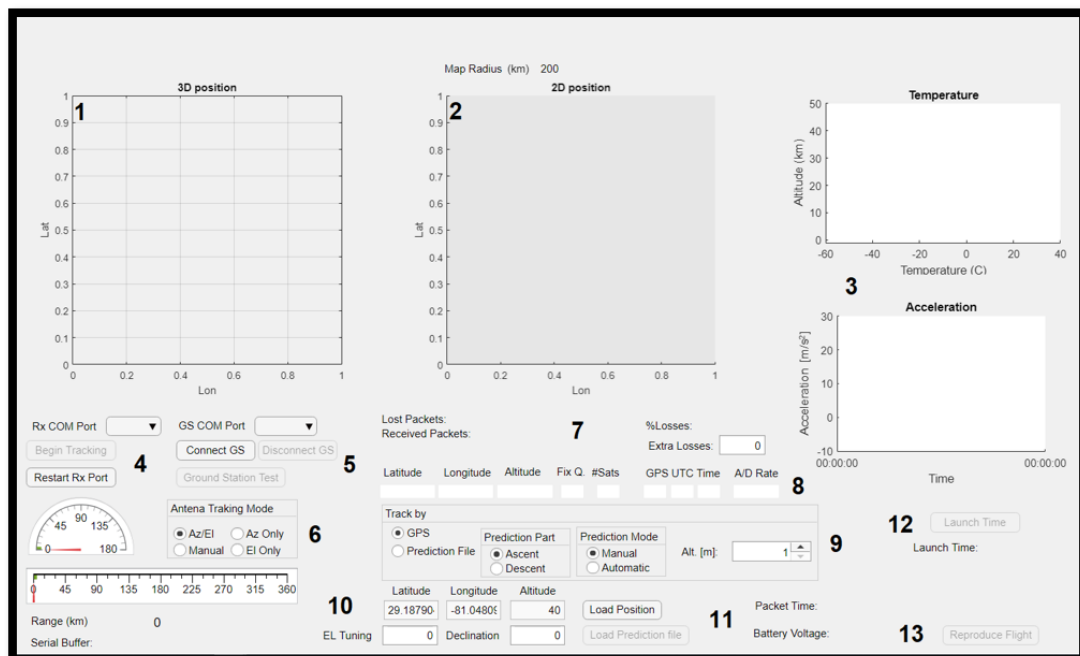 Map Radius (km) 200
3D position
1
1
0.9
0.8
0.7
0.6
0.5
0.4
0.3
0.2
0.1
0
Lat
0 0.2 0.4 0.6 0.8 1
Lon
2D position
2
1
0.9
0.8
0.7
0.6
0.5
0.4
0.3
0.2
0.1
0
Lat
0 0.2 0.4 0.6 0.8 1
Lon
Temperature
50
40
30
20
10
0
Altitude (km)
-60 -40 -20 0 20 40
Temperature (C)
3
Acceleration
30
20
10
0
-10
Acceleration [m/s²]
00:00:00 00:00:00
Time
Rx COM Port
Begin Tracking
Restart Rx Port
4
GS COM Port
Connect GS Disconnect GS
Ground Station Test
5
Lost Packets:
Received Packets:
7
%Losses:
Extra Losses: 0
Latitude Longitude Altitude Fix Q. #Sats GPS UTC Time A/D Rate
8
0 45 90 135 180
Antena Traking Mode
Az/El Az Only
Manual El Only
6
Track by
GPS
Prediction File
Prediction Part
Ascent
Descent
Prediction Mode
Manual
Automatic
Alt. [m]: 1
9
12
Launch Time
Launch Time:
0 45 90 135 180 225 270 315 360
Range (km) 0
Serial Buffer:
10
Latitude Longitude Altitude
29.18790 -81.04809 40
Load Position
EL Tuning 0 Declination 0
Load Prediction file
11
Packet Time:
Battery Voltage:
13
Reproduce Flight